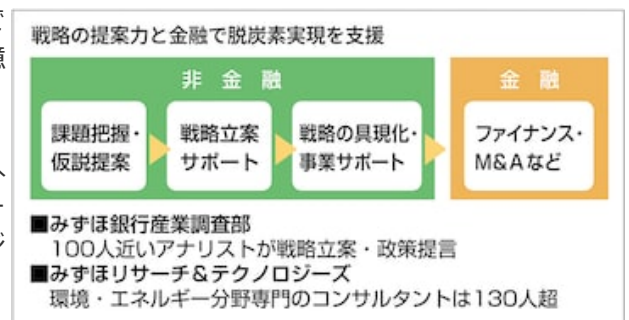 戦略の提案力と金融で脱炭素実現を支援
非金融
金融
課題把握・
仮説提案
戦略立案
サポート
戦略の具現化・
事業サポート
ファイナンス・
M&Aなど
■みずほ銀行産業調査部
100人近いアナリストが戦略立案・政策提言
■みずほリサーチ&テクノロジーズ
環境・エネルギー分野専門のコンサルタントは130人超